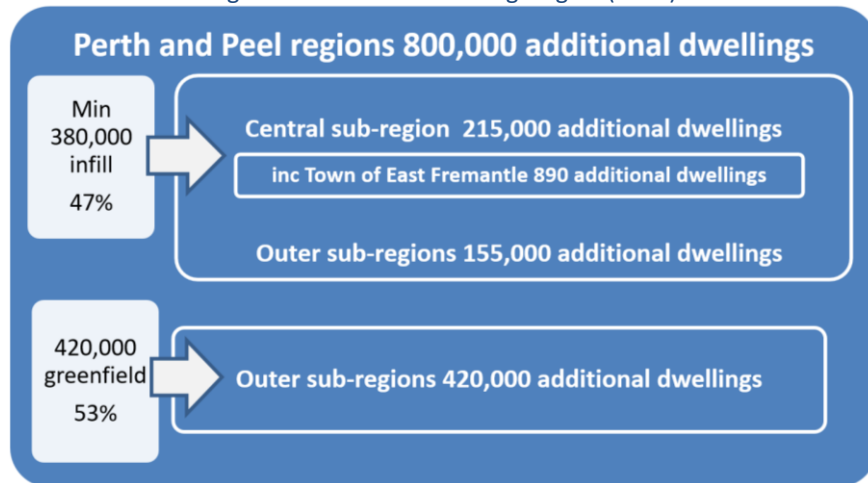 Perth and Peel regions 800,000 additional dwellings
Min
380,000
infill
47%
Central sub-region 215,000 additional dwellings
inc Town of East Fremantle 890 additional dwellings
Outer sub-regions 155,000 additional dwellings
420,000
greenfield
53%
Outer sub-regions 420,000 additional dwellings